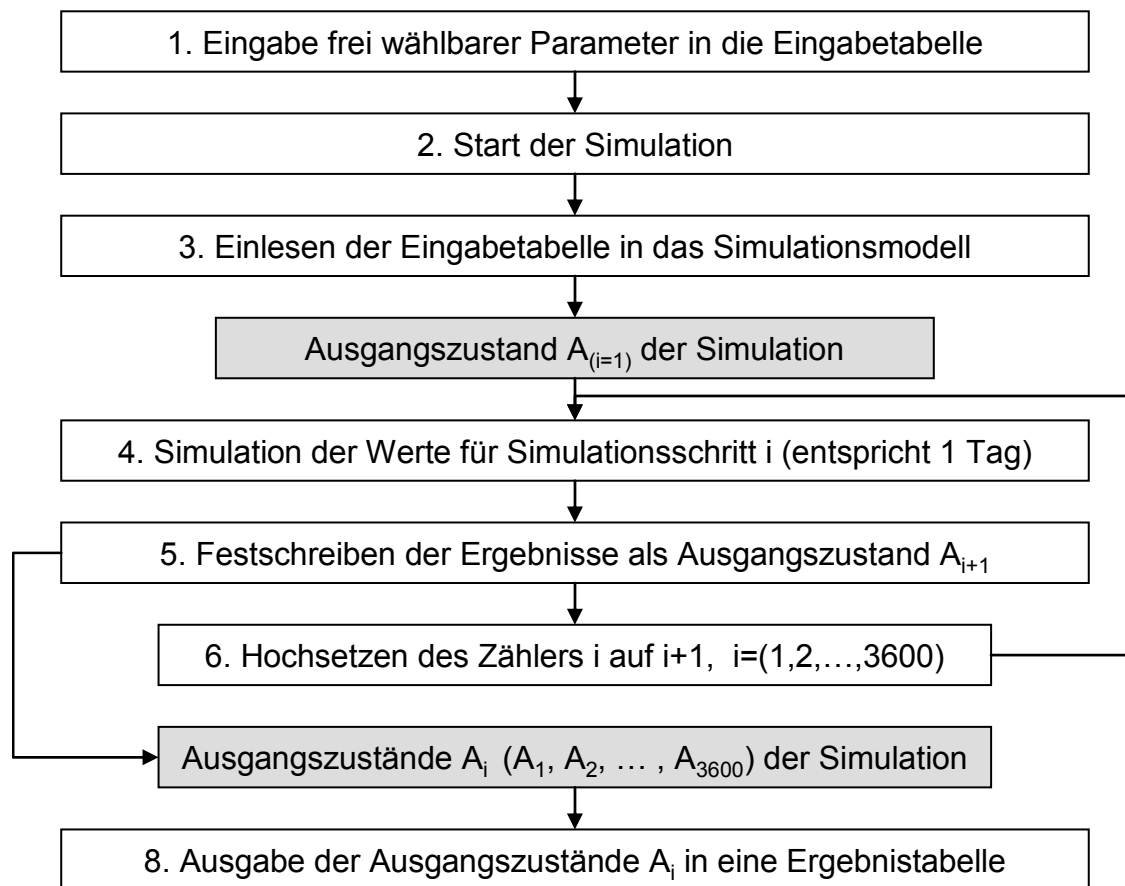 1. Eingabe frei wählbarer Parameter in die Eingabetabelle
2. Start der Simulation
3. Einlesen der Eingabetabelle in das Simulationsmodell
Ausgangszustand A(i=1) der Simulation
4. Simulation der Werte für Simulationsschritt i (entspricht 1 Tag)
5. Festschreiben der Ergebnisse als Ausgangszustand Ai+1
6. Hochsetzen des Zählers i auf i+1, i=(1,2,…,3600)
Ausgangszustände Ai (A1, A2, … , A3600) der Simulation
8. Ausgabe der Ausgangszustände Ai in eine Ergebnistabelle